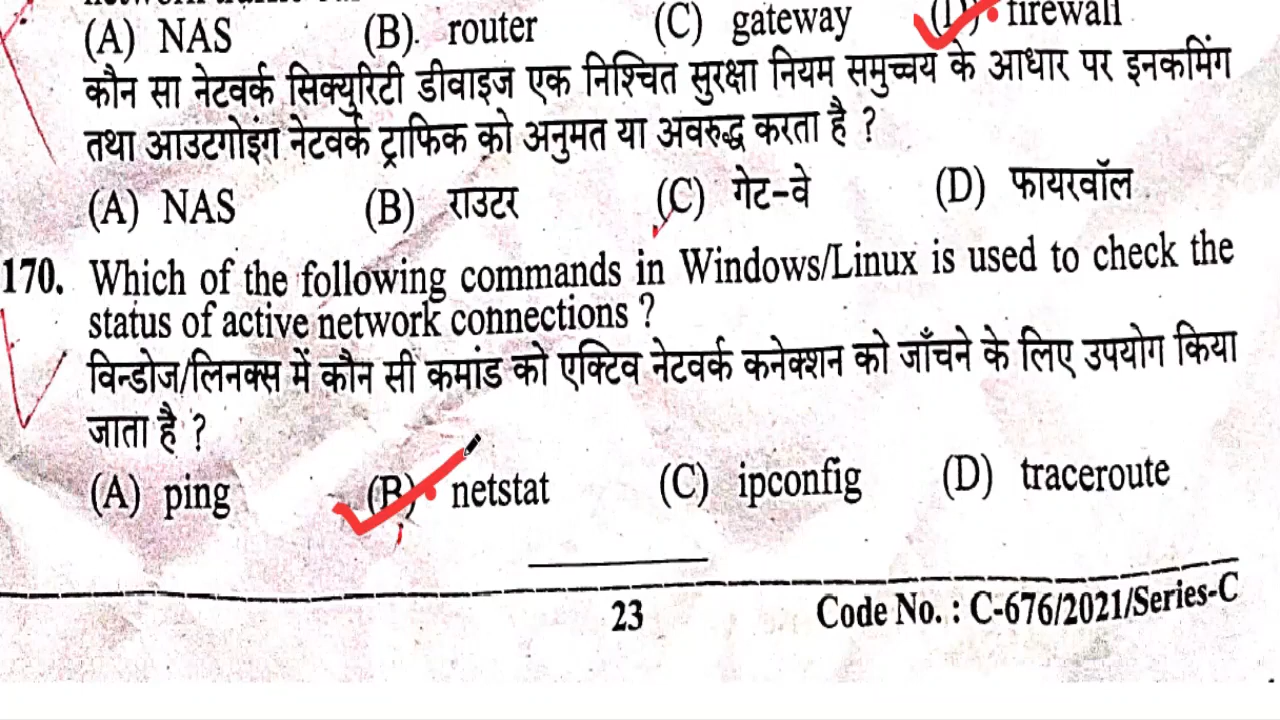 (A) NAS (B) router (C) gateway (D) firewall
कौन सा नेटवर्क सिक्युरिटी डीवाइज एक निश्चित सुरक्षा नियम समुच्चय के आधार पर इनकमिंग
तथा आउटगोइंग नेटवर्क ट्राफिक को अनुमत या अवरुद्ध करता है ?
(A) NAS (B) राउटर (C) गेट-वे (D) फायरवॉल
170. Which of the following commands in Windows/Linux is used to check the
status of active network connections ?
विन्डोज/लिनक्स में कौन सी कमांड को एक्टिव नेटवर्क कनेक्शन को जाँचने के लिए उपयोग किया
जाता है ?
(A) ping (B) netstat (C) ipconfig (D) traceroute
23
Code No. : C-676/2021/Series-C